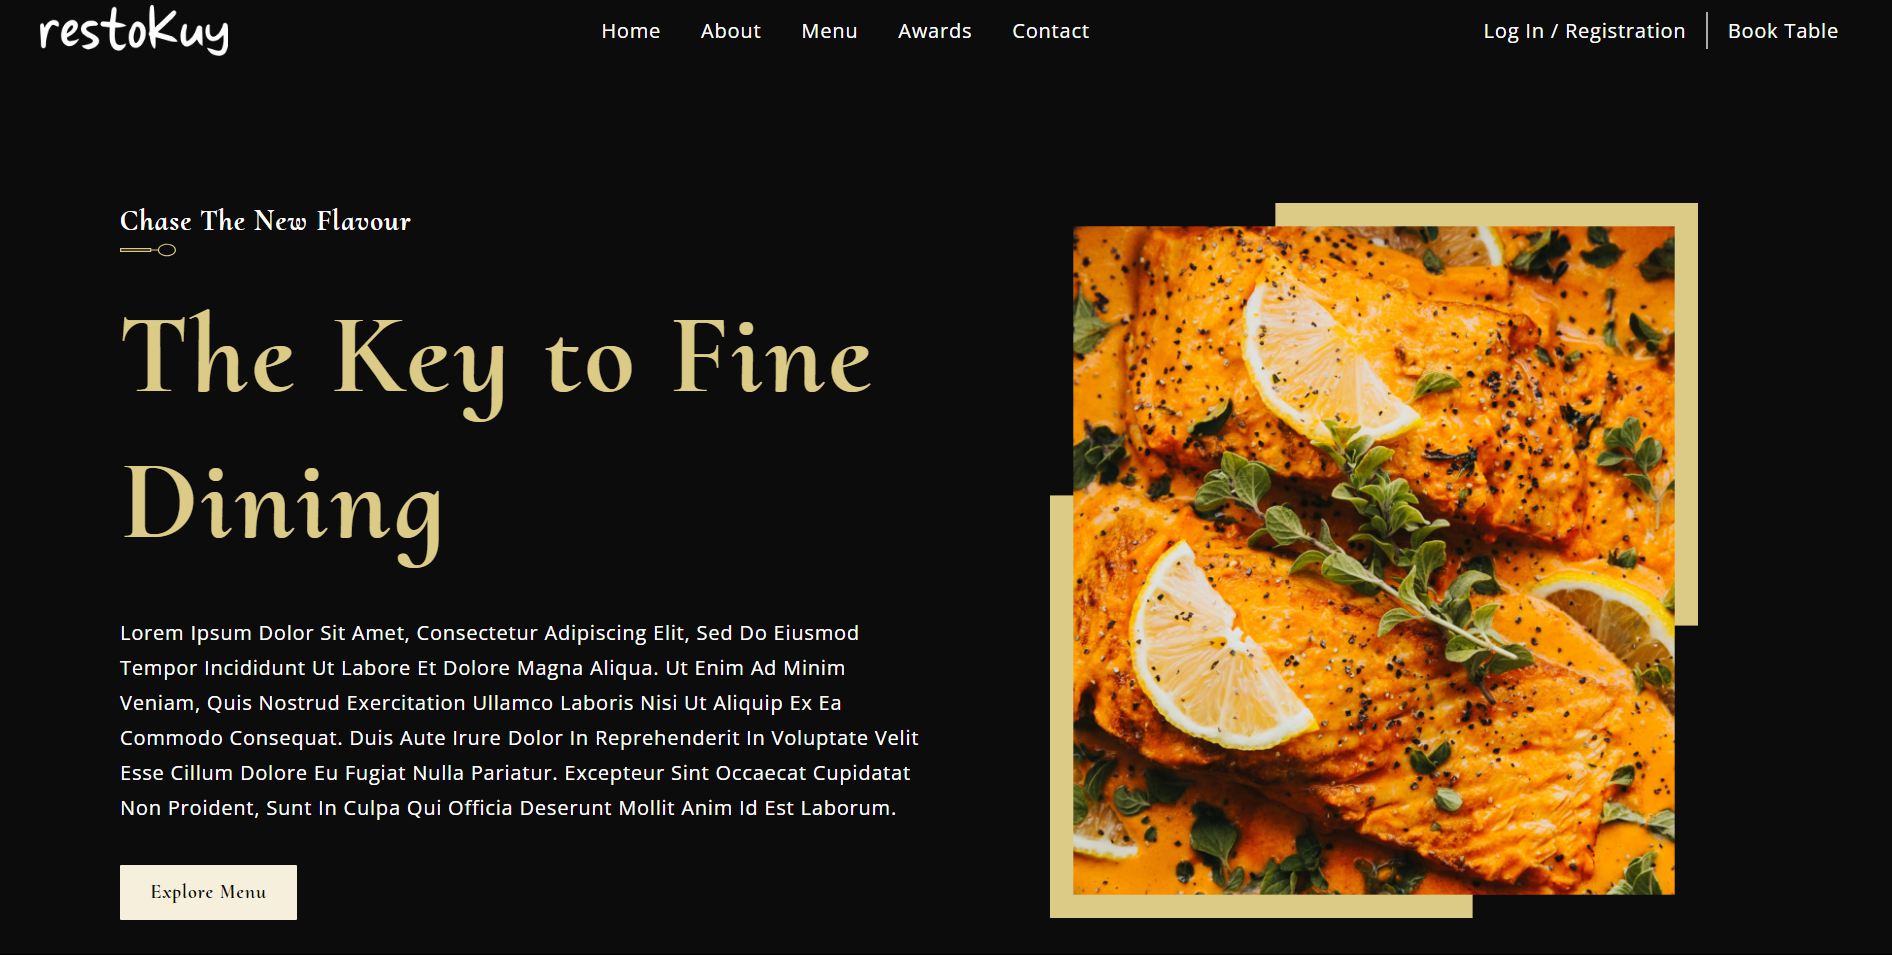 restoKuy
Home About Menu Awards Contact
Log In / Registration Book Table
Chase The New Flavour
The Key to Fine
Dining
Lorem Ipsum Dolor Sit Amet, Consectetur Adipiscing Elit, Sed Do Eiusmod
Tempor Incididunt Ut Labore Et Dolore Magna Aliqua. Ut Enim Ad Minim
Veniam, Quis Nostrud Exercitation Ullamco Laboris Nisi Ut Aliquip Ex Ea
Commodo Consequat. Duis Aute Irure Dolor In Reprehenderit In Voluptate Velit
Esse Cillum Dolore Eu Fugiat Nulla Pariatur. Excepteur Sint Occaecat Cupidatat
Non Proident, Sunt In Culpa Qui Officia Deserunt Mollit Anim Id Est Laborum.
Explore Menu